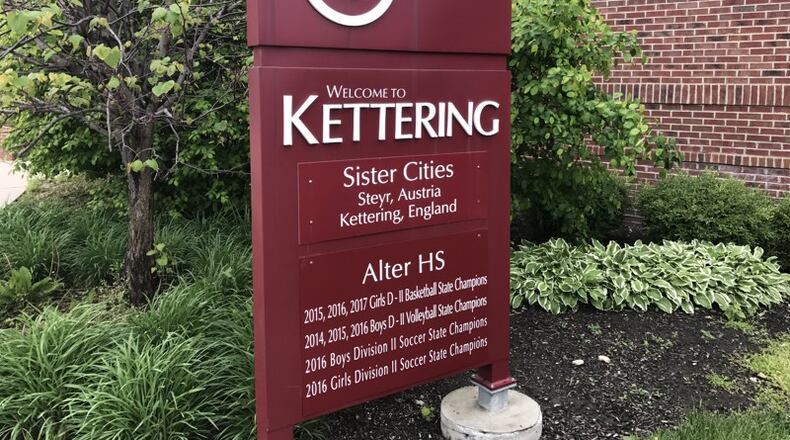 WELCOME TO
KETTERING
Sister Cities
Steyr, Austria
Kettering, England
Alter HS
2015, 2016, 2017 Girls D - II Basketball State Champions
2014, 2015, 2016 Boys D - II Volleyball State Champions
2016 Boys Division II Soccer State Champions
2016 Girls Division II Soccer State Champions